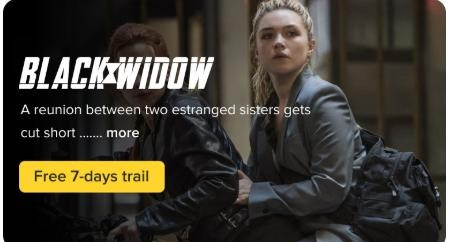 BLACK WIDOW
A reunion between two estranged sisters gets
cut short ....... more
Free 7-days trail